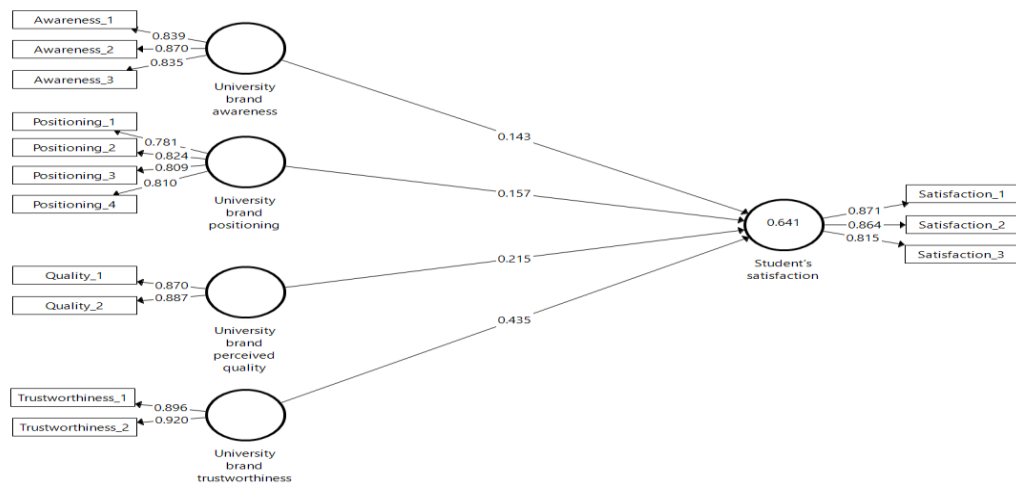 Awareness_1
0.839
Awareness_2
0.870
0.835
Awareness_3
University
brand
awareness
Positioning_1
0.781
Positioning_2
0.824
Positioning_3
0.809
0.810
Positioning_4
University
brand
positioning
Quality_1
0.870
Quality_2
0.887
University
brand
perceived
quality
Trustworthiness_1
0.896
Trustworthiness_2
0.920
University
brand
trustworthiness
0.143
0.157
0.215
0.435
0.641
Student's
satisfaction
Satisfaction_1
0.871
Satisfaction_2
0.864
0.815
Satisfaction_3